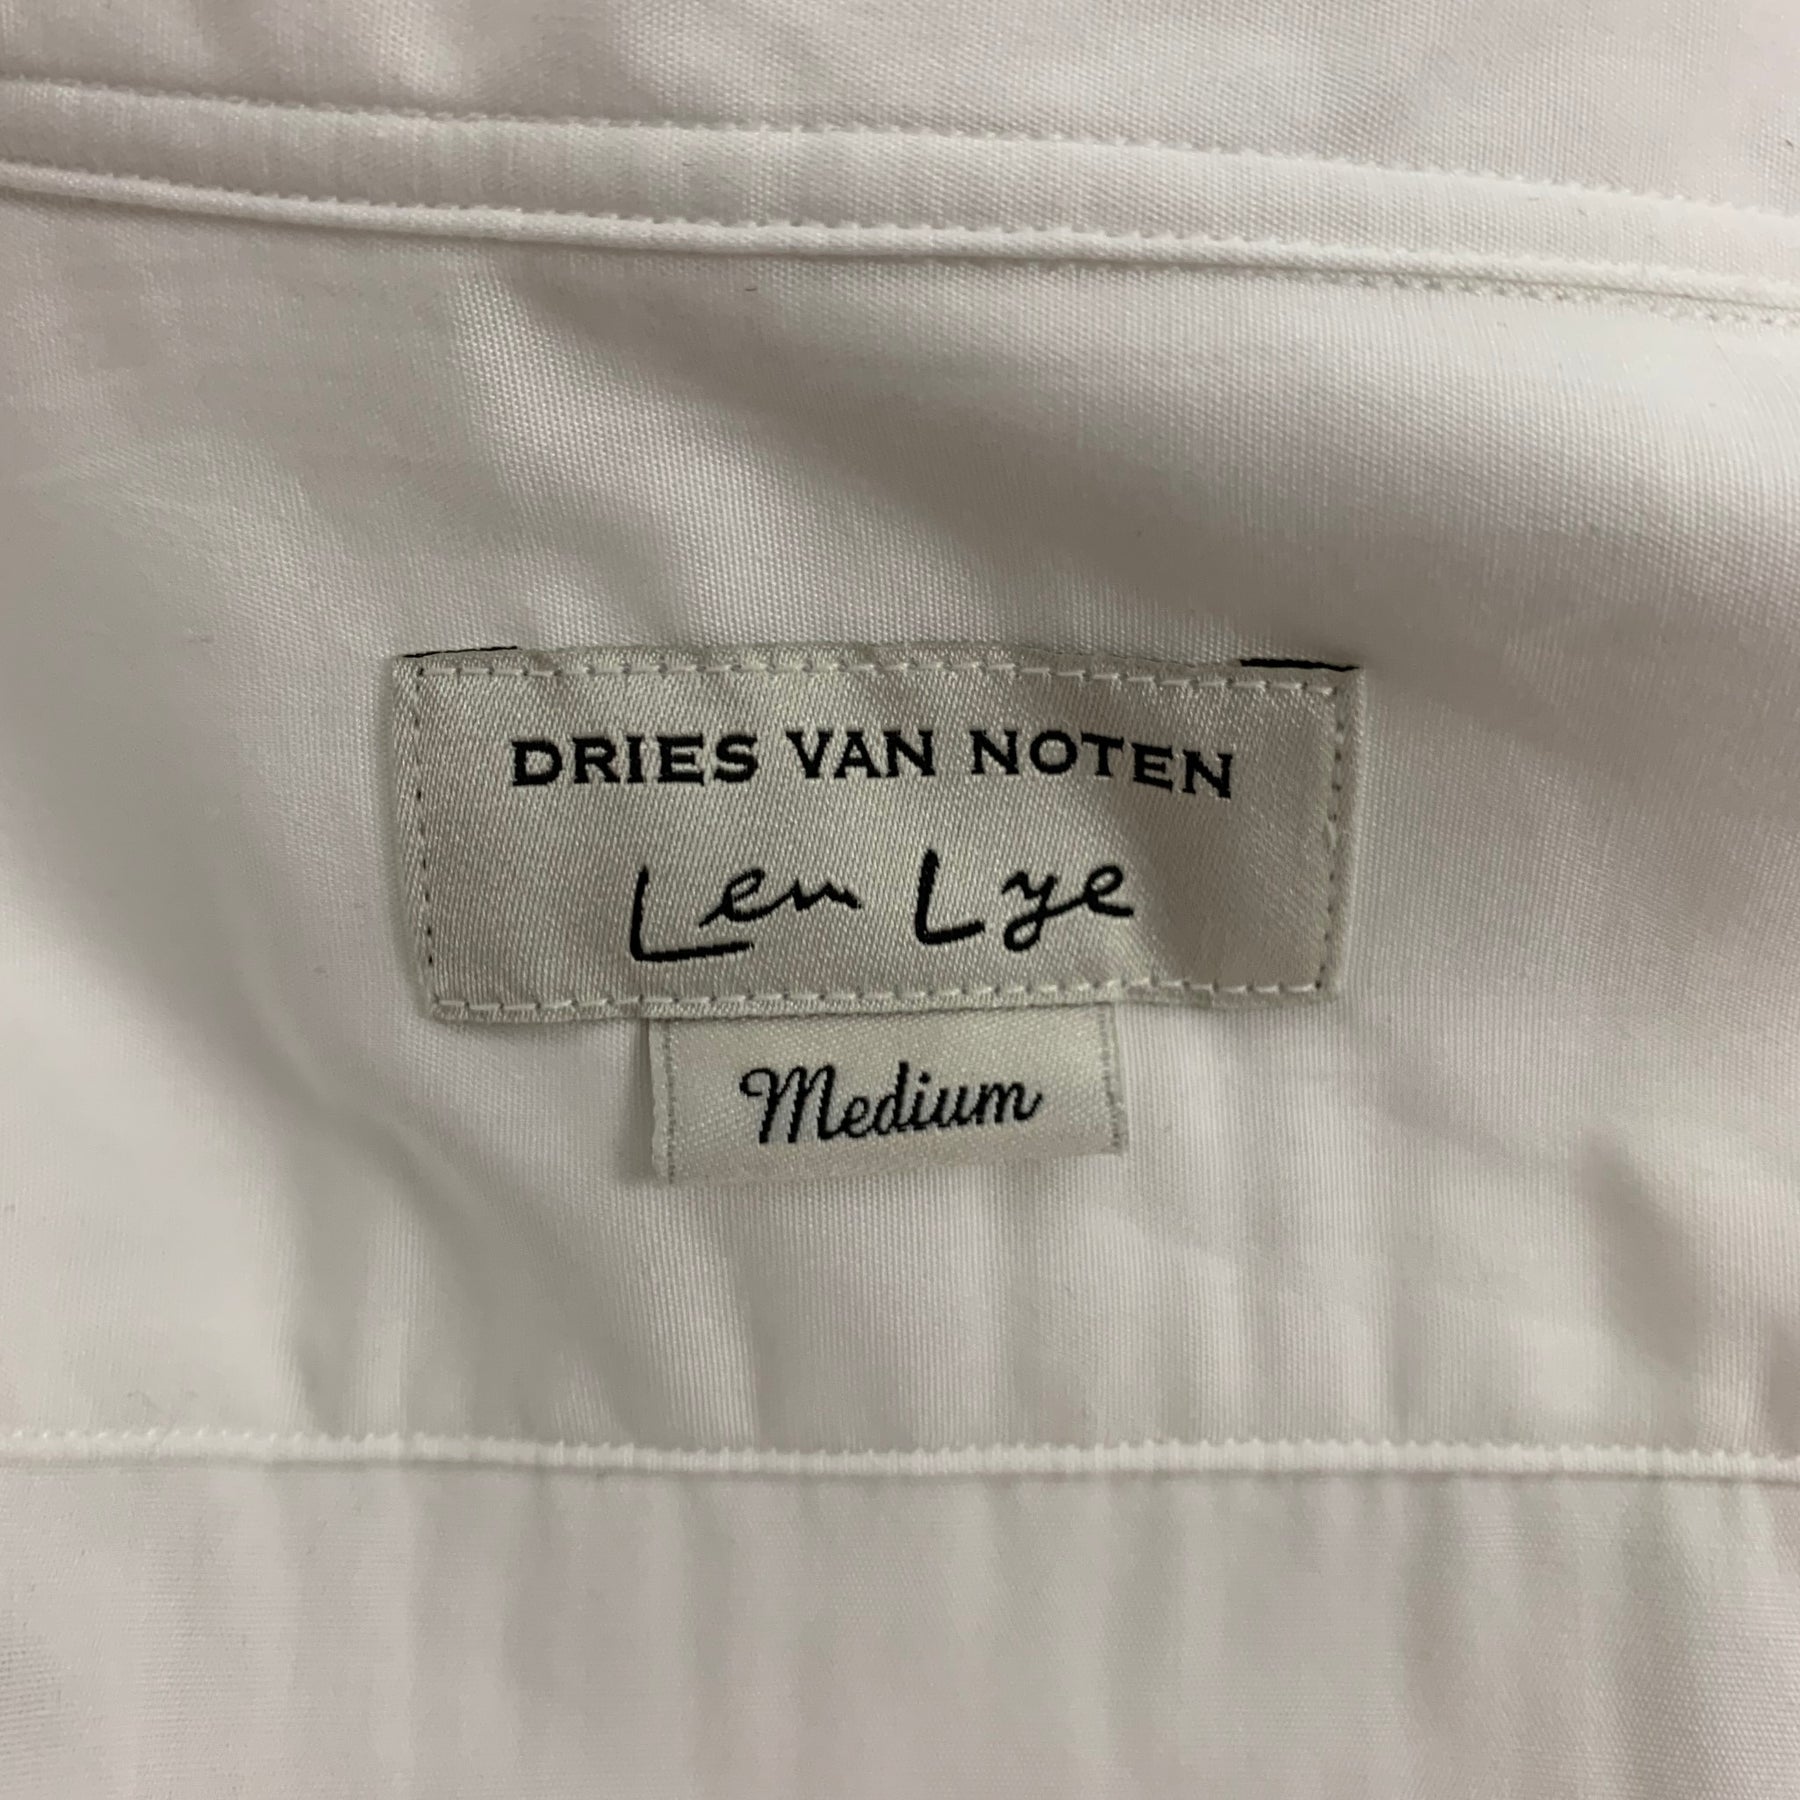 DRIES VAN NOTEN
Len Lye
Medium